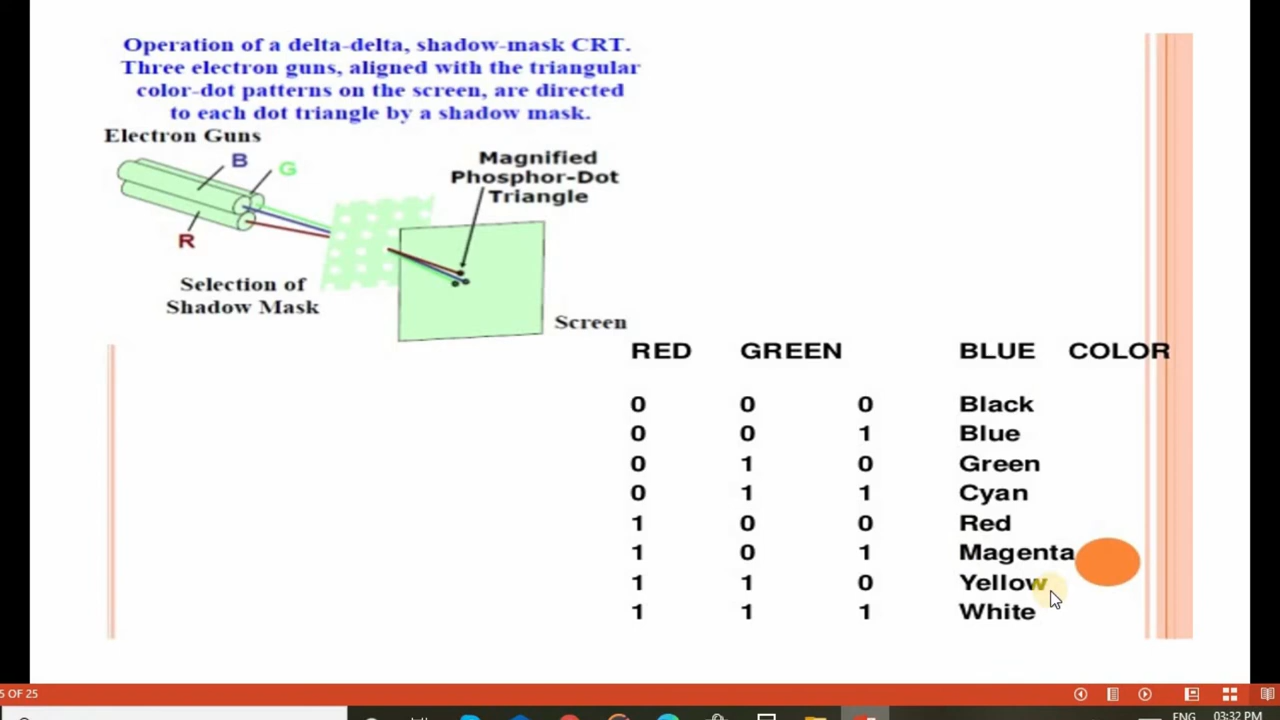 Operation of a delta-delta, shadow-mask CRT.
Three electron guns, aligned with the triangular
color-dot patterns on the screen, are directed
to each dot triangle by a shadow mask.
Electron Guns
B
G
R
Magnified
Phosphor-Dot
Triangle
Selection of
Shadow Mask
Screen
RED GREEN BLUE COLOR
0 0 0 Black
0 0 1 Blue
0 1 0 Green
0 1 1 Cyan
1 0 0 Red
1 0 1 Magenta
1 1 0 Yellow
1 1 1 White
5 OF 25
ENG 03:32 PM